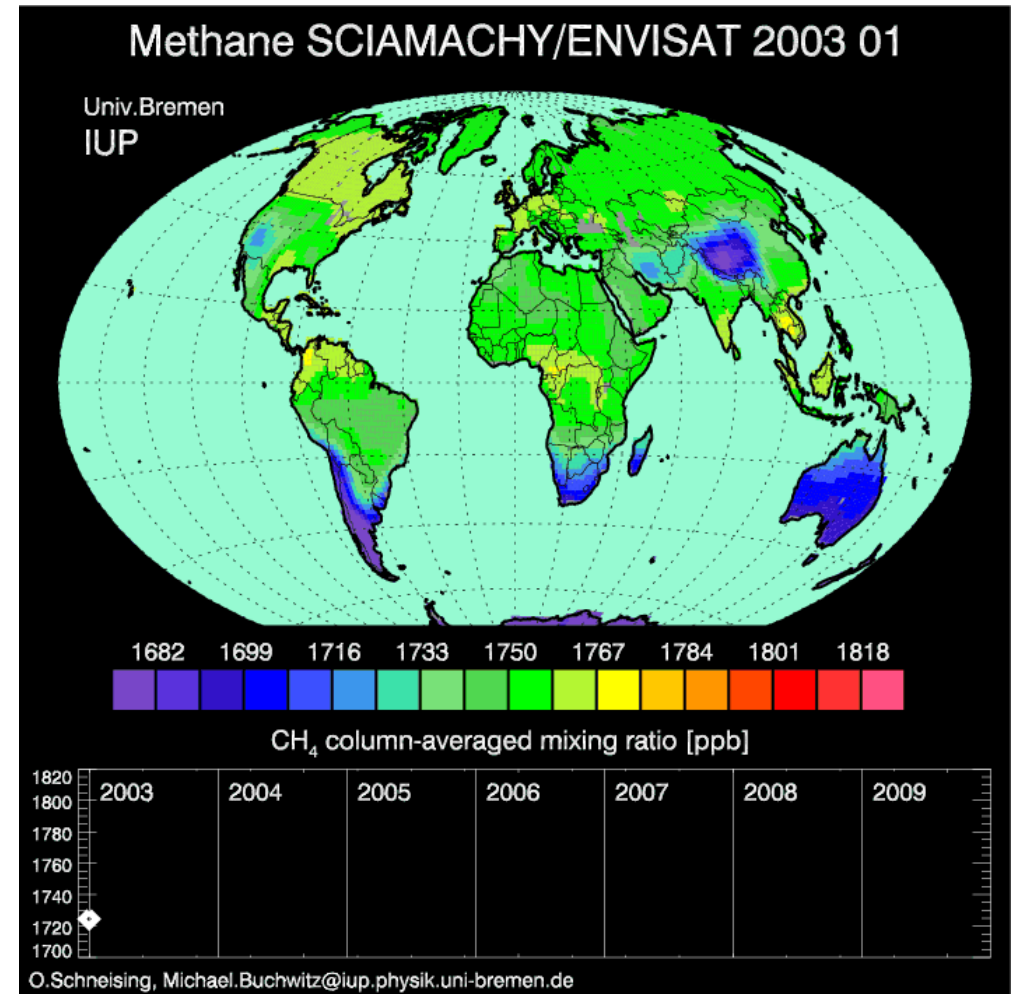 Methane SCIAMACHY/ENVISAT 2003 01
Univ.Bremen
IUP
1682 1699 1716 1733 1750 1767 1784 1801 1818
CH₄ column-averaged mixing ratio [ppb]
1820
1800
1780
1760
1740
1720
1700
2003 2004 2005 2006 2007 2008 2009
O.Schneising, Michael.Buchwitz@iup.physik.uni-bremen.de